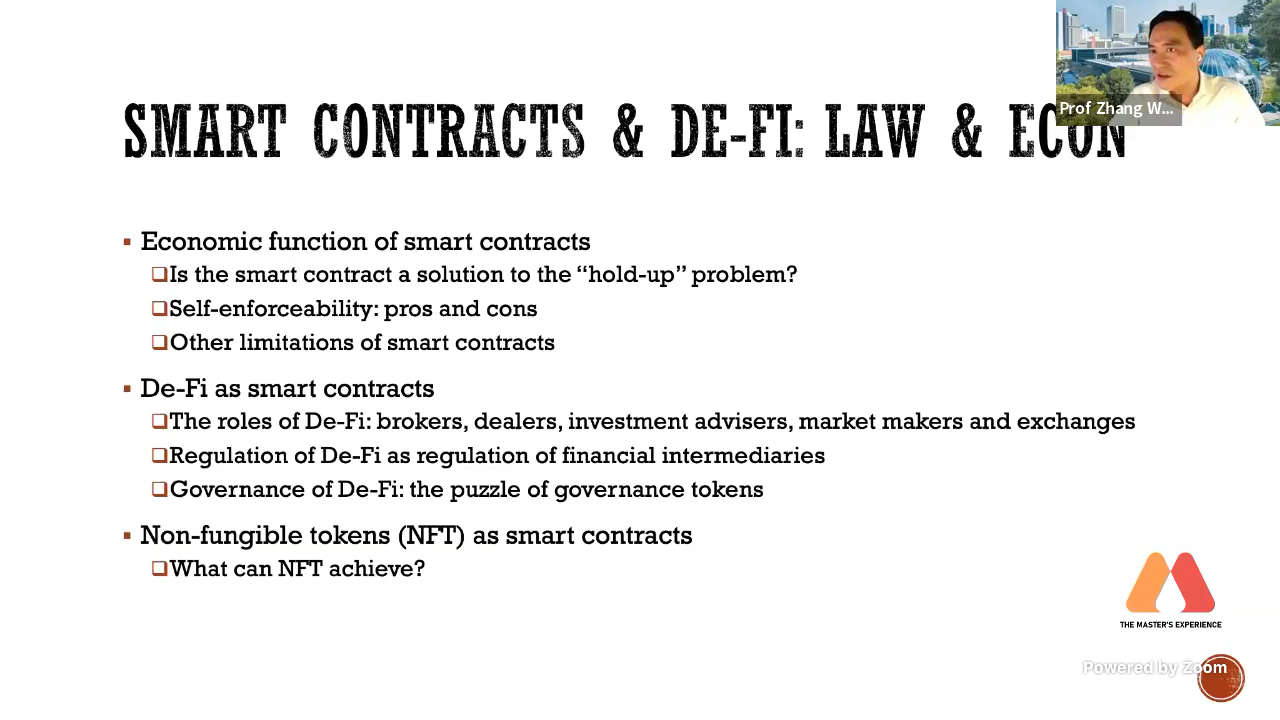 Prof Zhang W...
SMART CONTRACTS & DE-FI: LAW & ECON
Economic function of smart contracts
Is the smart contract a solution to the “hold-up” problem?
Self-enforceability: pros and cons
Other limitations of smart contracts
De-Fi as smart contracts
The roles of De-Fi: brokers, dealers, investment advisers, market makers and exchanges
Regulation of De-Fi as regulation of financial intermediaries
Governance of De-Fi: the puzzle of governance tokens
Non-fungible tokens (NFT) as smart contracts
What can NFT achieve?
THE MASTER'S EXPERIENCE
Powered by Zoom